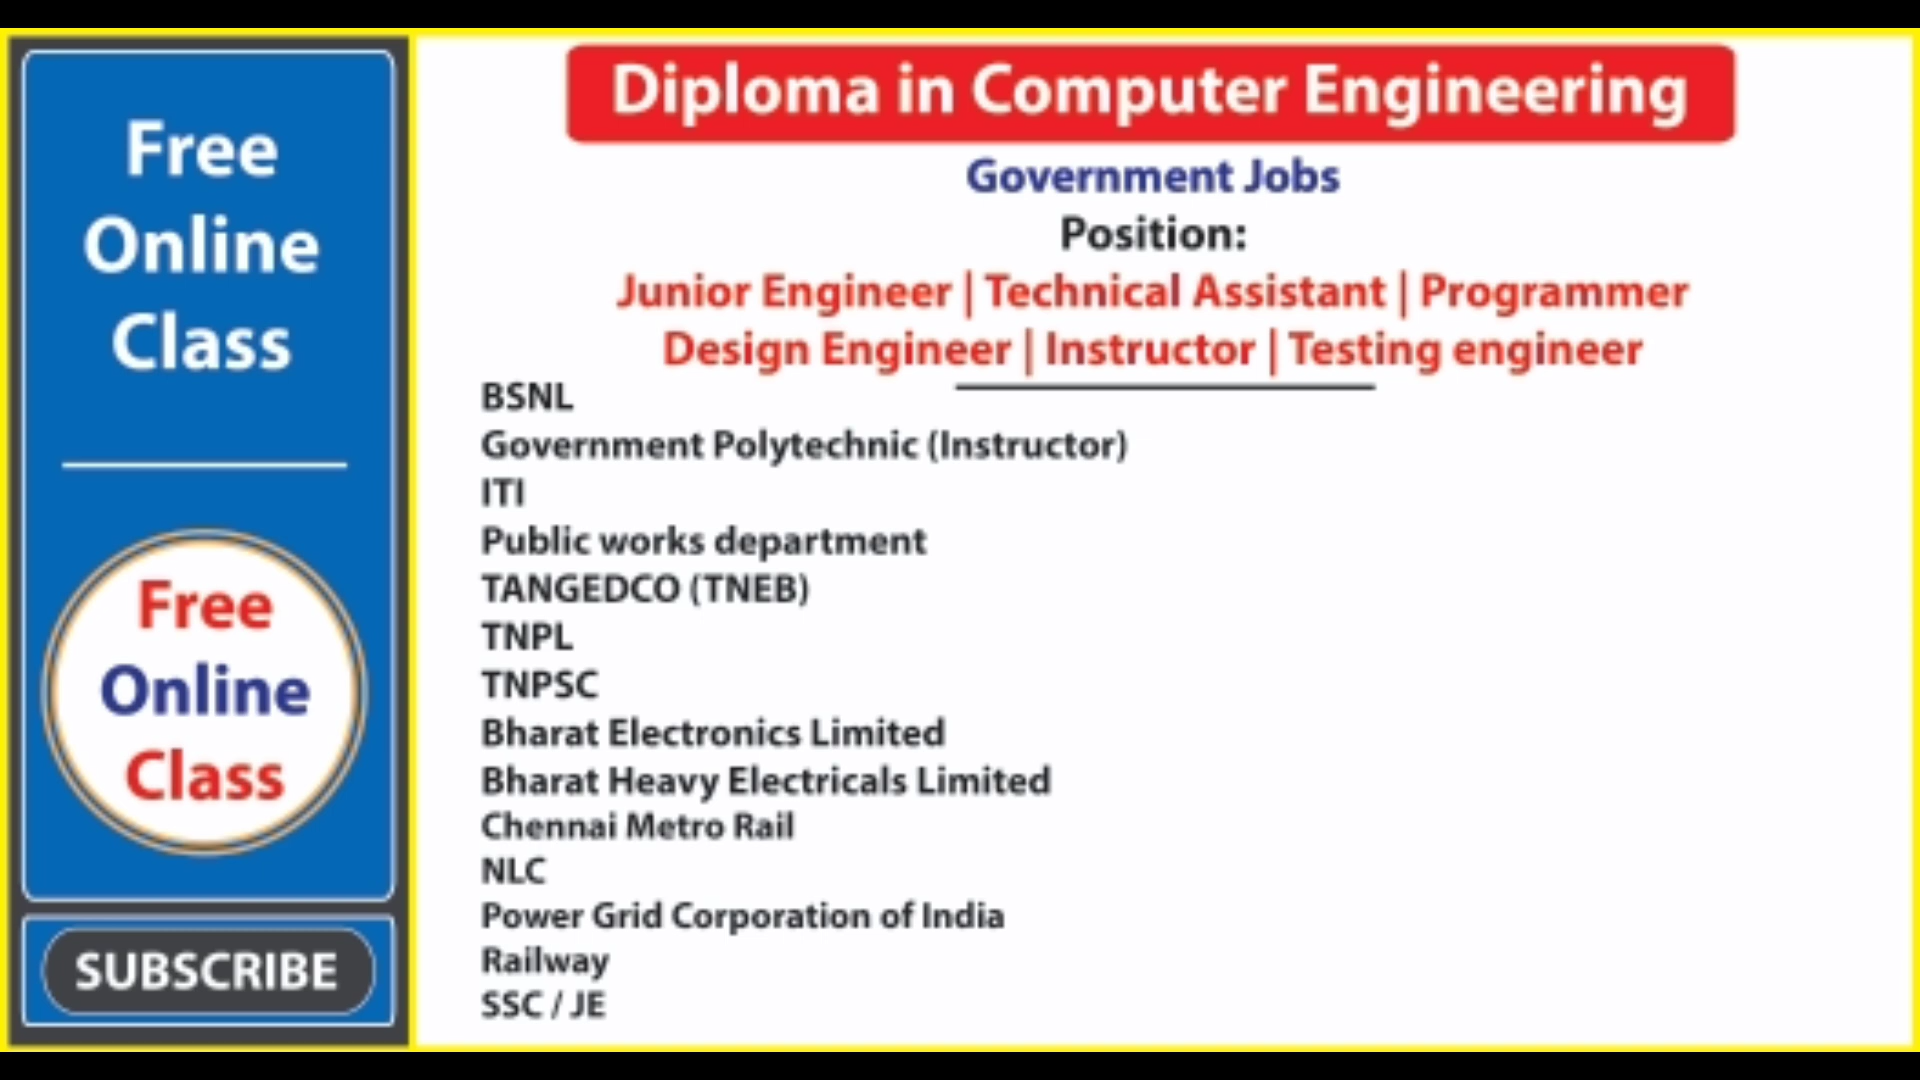 Free
Online
Class
Free
Online
Class
SUBSCRIBE
Diploma in Computer Engineering
Government Jobs
Position:
Junior Engineer | Technical Assistant | Programmer
Design Engineer | Instructor | Testing engineer
BSNL
Government Polytechnic (Instructor)
ITI
Public works department
TANGEDCO (TNEB)
TNPL
TNPSC
Bharat Electronics Limited
Bharat Heavy Electricals Limited
Chennai Metro Rail
NLC
Power Grid Corporation of India
Railway
SSC / JE